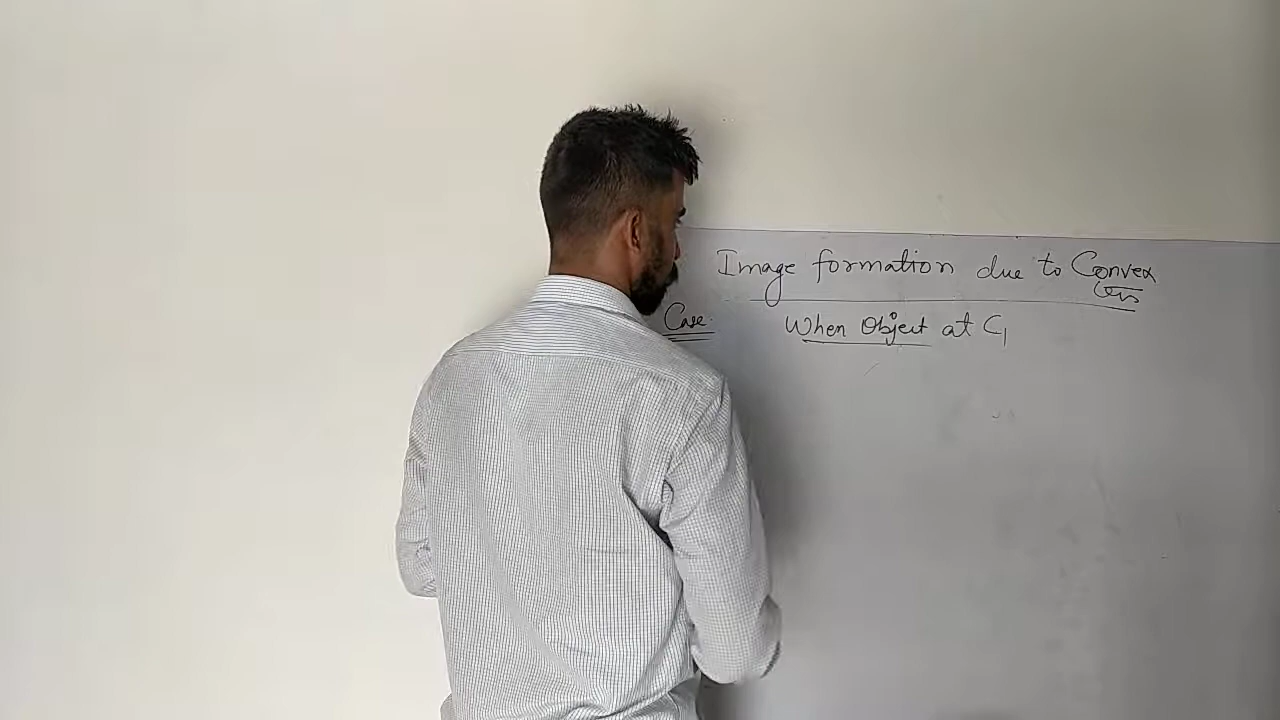 Image formation due to Convex
lens
Case
When Object at C1